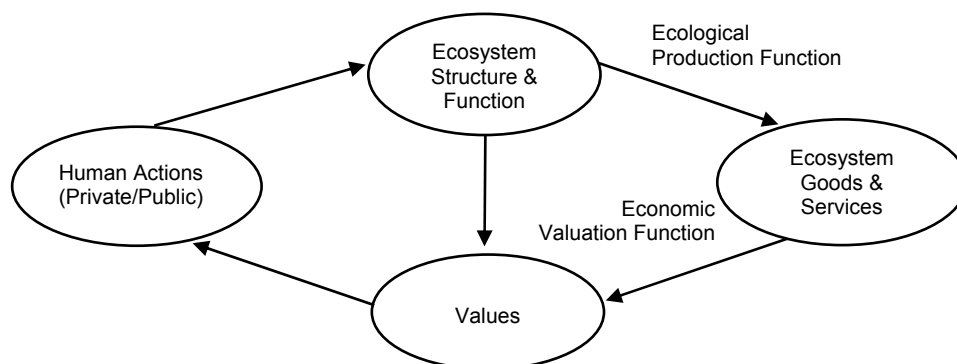 Ecosystem
Structure &
Function
Ecological
Production Function
Human Actions
(Private/Public)
Ecosystem
Goods &
Services
Economic
Valuation Function
Values